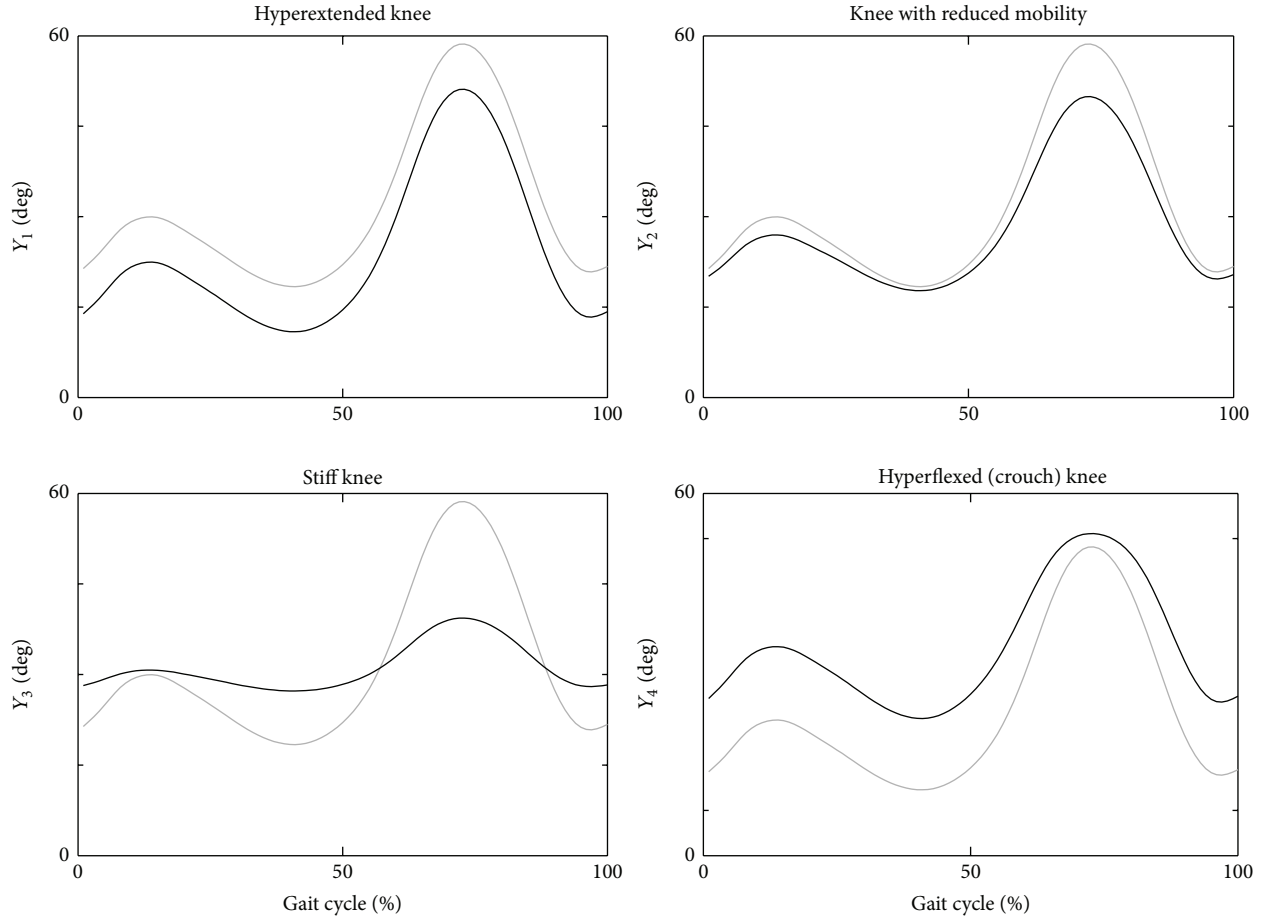 Hyperextended knee
60
Y1 (deg)
0
0
50
100
Knee with reduced mobility
60
Y2 (deg)
0
0
50
100
Stiff knee
60
Y3 (deg)
0
0
50
100
Gait cycle (%)
Hyperflexed (crouch) knee
60
Y4 (deg)
0
0
50
100
Gait cycle (%)